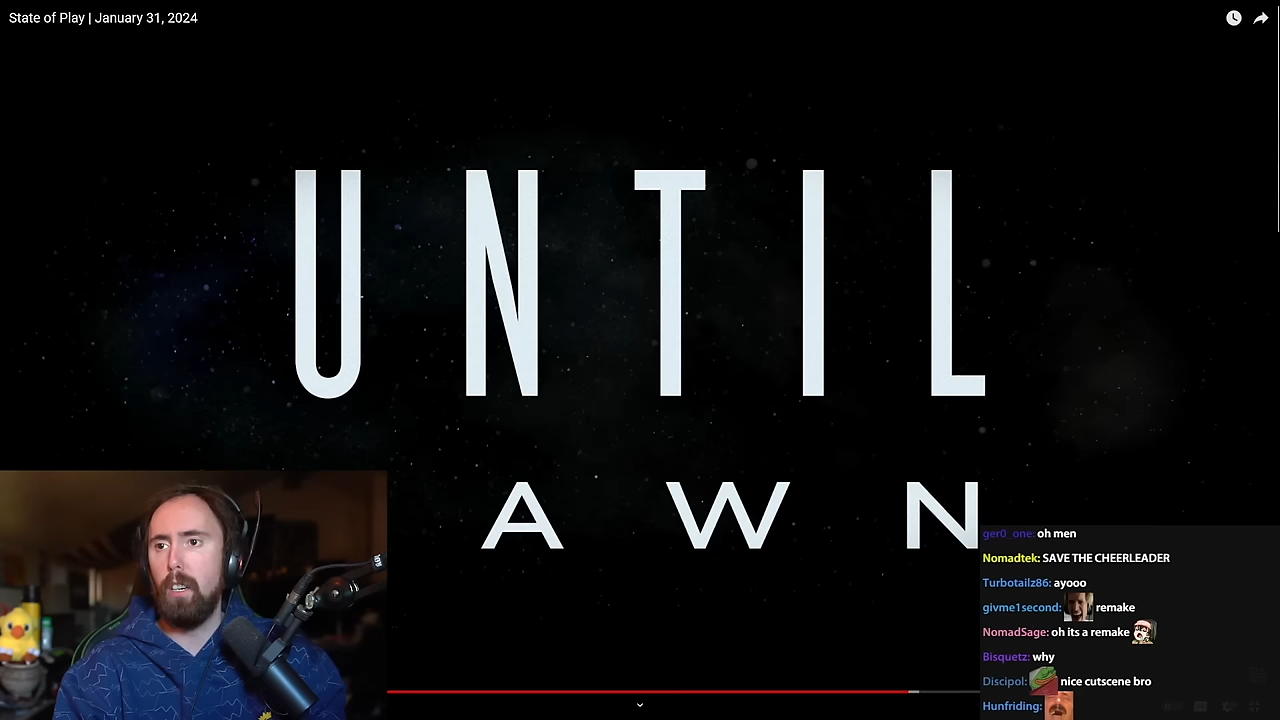 State of Play | January 31, 2024
UNTIL
AWN
ger0_one: oh men
Nomadtek: SAVE THE CHEERLEADER
Turbotailz86: ayooo
givme1second: remake
NomadSage: oh its a remake
Bisquetz: why
Discipol: nice cutscene bro
Hunfriding: